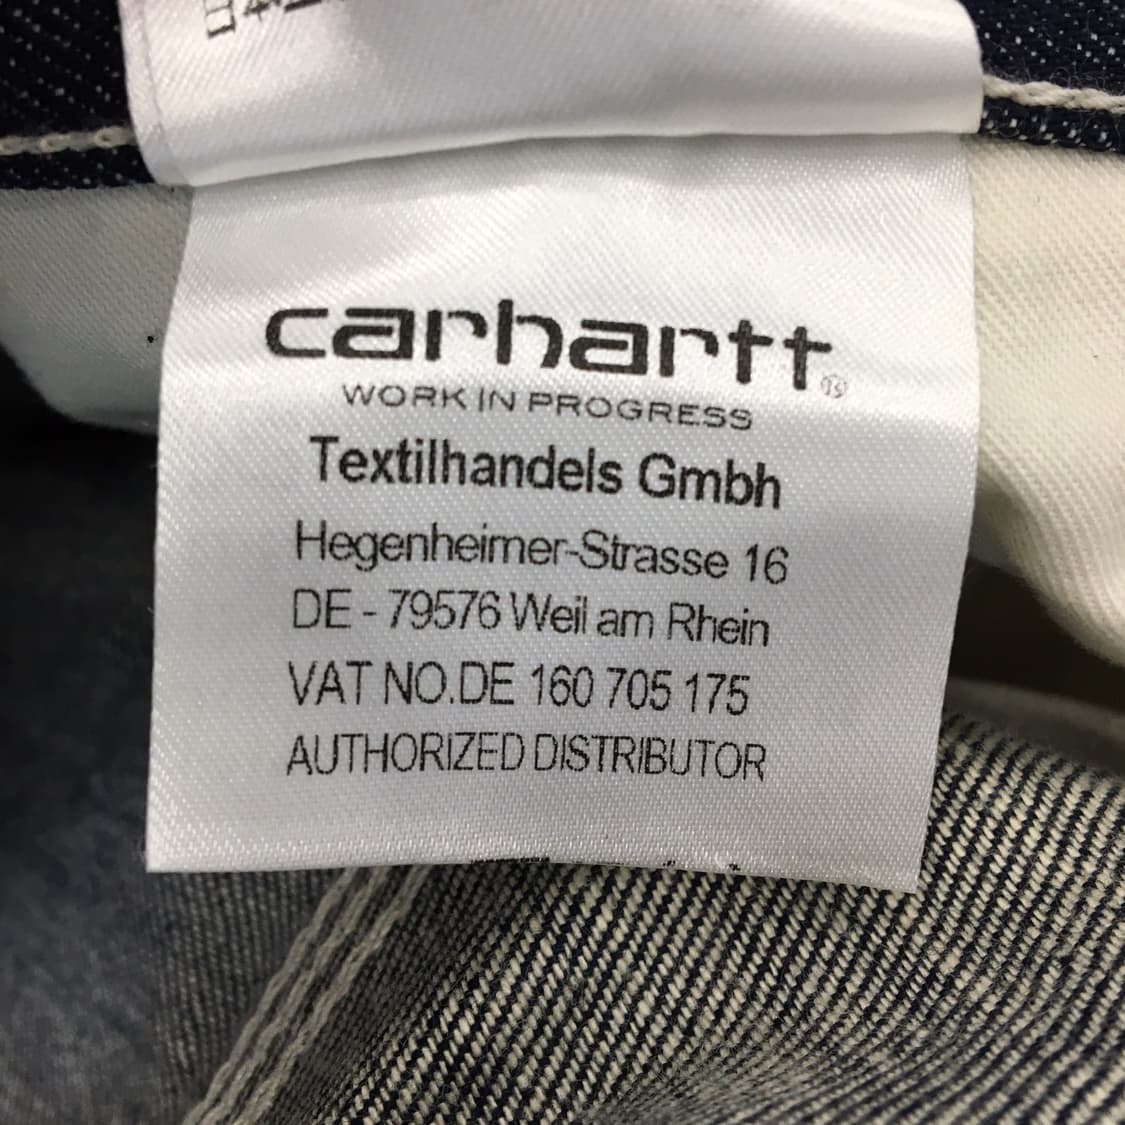 carhartt®
WORK IN PROGRESS
Textilhandels Gmbh
Hegenheimer-Strasse 16
DE - 79576 Weil am Rhein
VAT NO.DE 160 705 175
AUTHORIZED DISTRIBUTOR